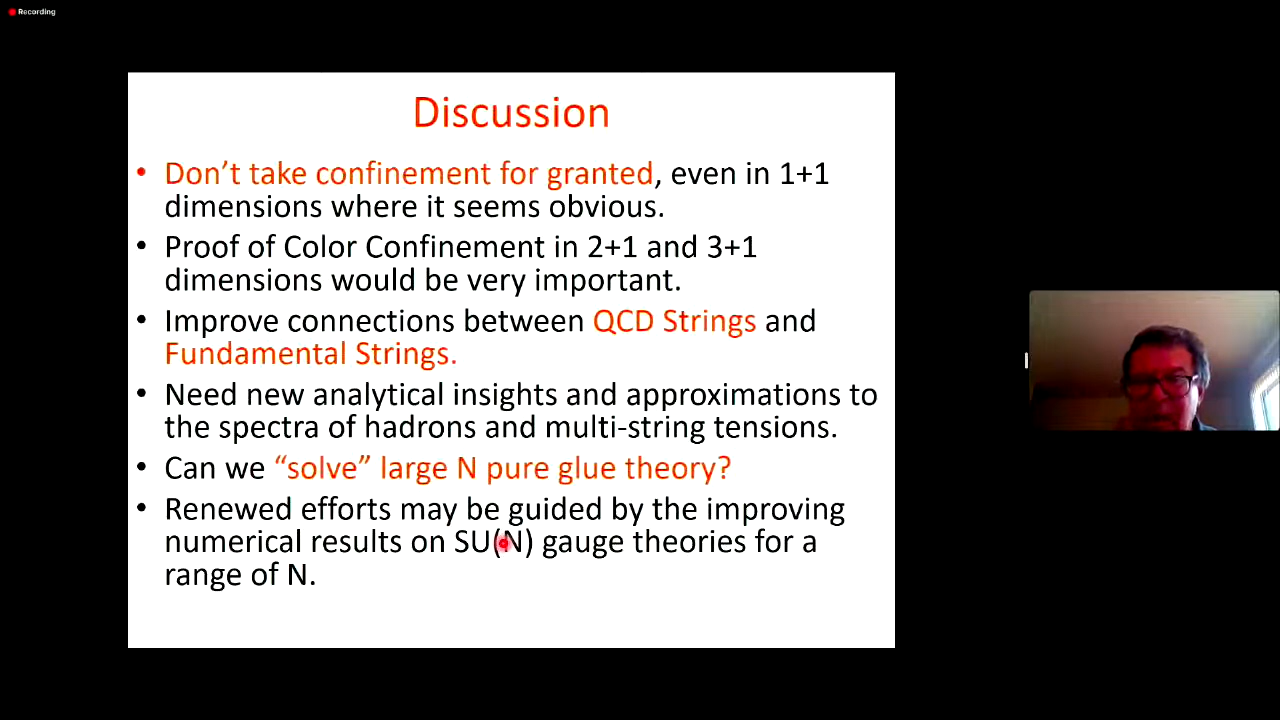 Recording
Discussion
• Don't take confinement for granted, even in 1+1
dimensions where it seems obvious.
• Proof of Color Confinement in 2+1 and 3+1
dimensions would be very important.
• Improve connections between QCD Strings and
Fundamental Strings.
• Need new analytical insights and approximations to
the spectra of hadrons and multi-string tensions.
• Can we “solve” large N pure glue theory?
• Renewed efforts may be guided by the improving
numerical results on SU(N) gauge theories for a
range of N.